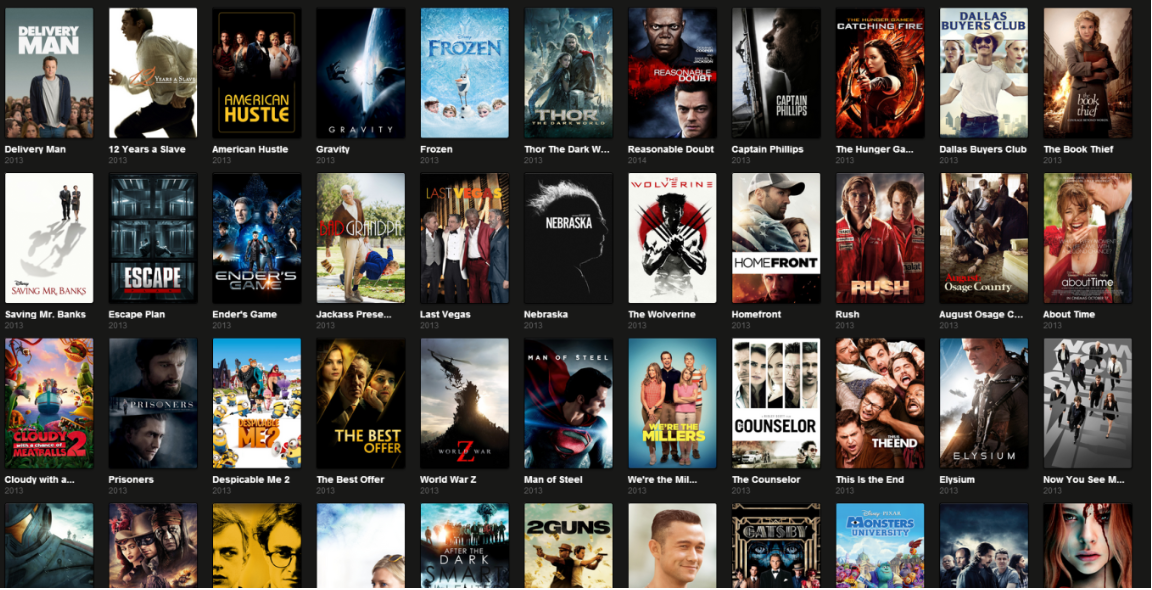 DELIVERY
MAN
YEARS A SLAVE
AMERICAN
HUSTLE
GRAVITY
Disney
FROZEN
THOR
THE DARK WORLD
REASONABLE
DOUBT
CAPTAIN
PHILLIPS
THE HUNGER GAMES
CATCHING FIRE
DALLAS
BUYERS CLUB
the
book
thief
Delivery Man
2013
12 Years a Slave
2013
American Hustle
2013
Gravity
2013
Frozen
2013
Thor The Dark W...
2013
Reasonable Doubt
2014
Captain Phillips
2013
The Hunger Ga...
2013
Dallas Buyers Club
2013
The Book Thief
2013
Disney
SAVING MR. BANKS
ESCAPE
ENDER'S
GAME
BAD GRANDPA
LAST VEGAS
NEBRASKA
THE
WOLVERINE
HOMEFRONT
RUSH
August
Osage County
about Time
Saving Mr. Banks
2013
Escape Plan
2013
Ender's Game
2013
Jackass Prese...
2013
Last Vegas
2013
Nebraska
2013
The Wolverine
2013
Homefront
2013
Rush
2013
August Osage C...
2013
About Time
2013
CLOUDY
with a chance of
MEATBALLS 2
PRISONERS
DESPICABLE
ME 2
THE BEST
OFFER
WORLD WAR
Z
MAN OF STEEL
WE'RE THE
MILLERS
COUNSELOR
THIS IS
THE END
ELYSIUM
NOW
Cloudy with a...
2013
Prisoners
2013
Despicable Me 2
2013
The Best Offer
2013
World War Z
2013
Man of Steel
2013
We're the Mil...
2013
The Counselor
2013
This Is the End
2013
Elysium
2013
Now You See M...
2013
AFTER THE
DARK
2GUNS
GATSBY
Disney PIXAR
MONSTERS
UNIVERSITY